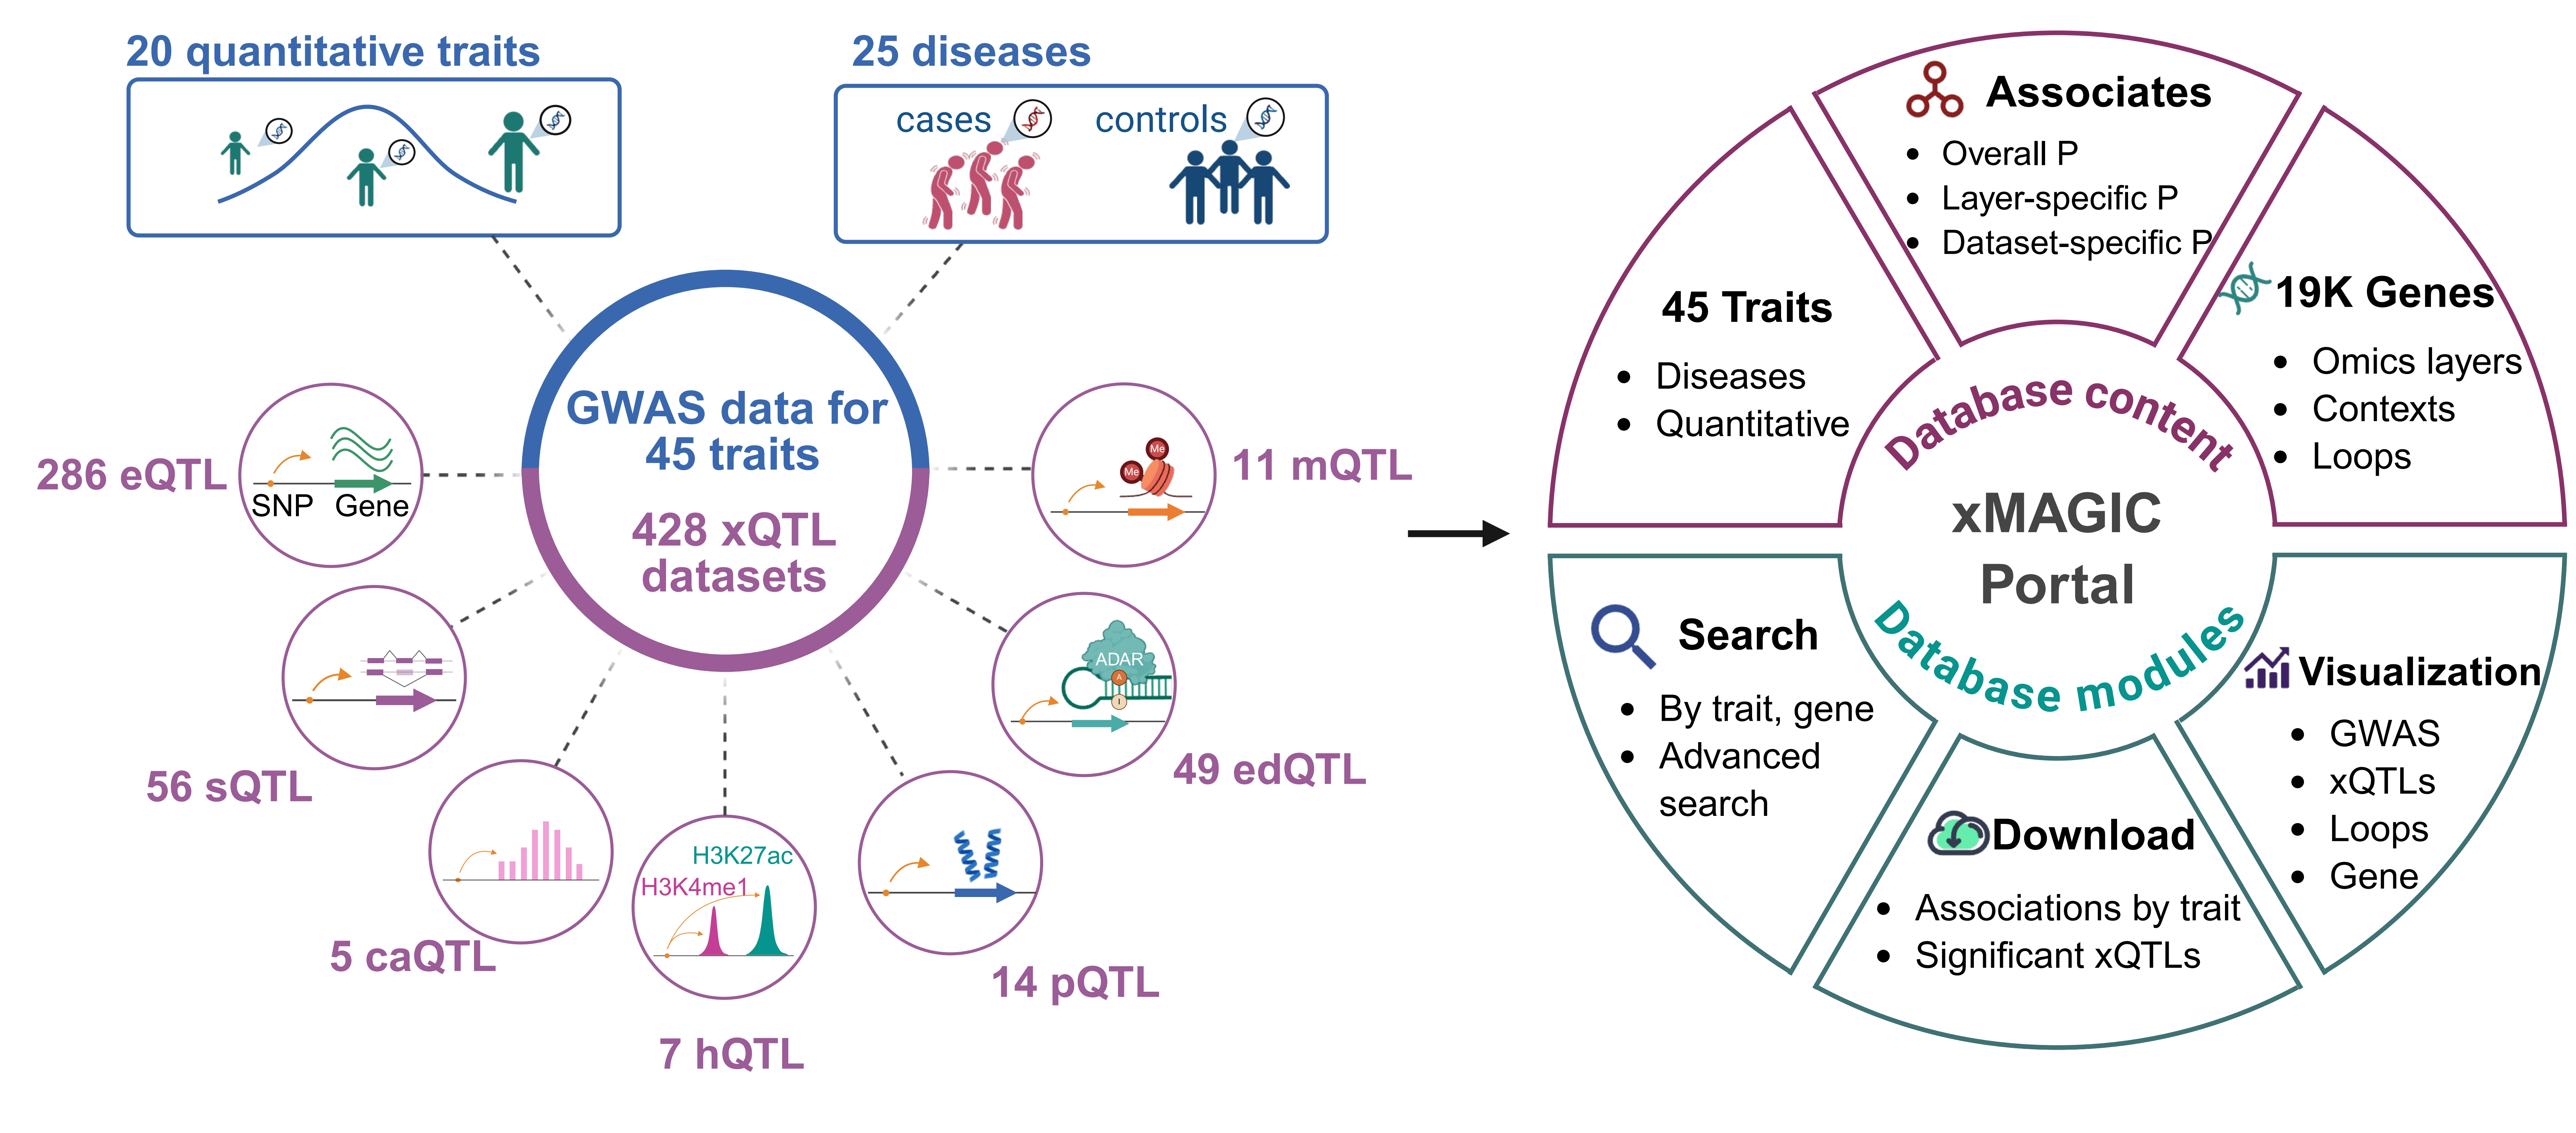 20 quantitative traits
25 diseases
cases
controls
GWAS data for
45 traits
428 xQTL
datasets
286 eQTL
SNP
Gene
56 sQTL
5 caQTL
H3K27ac
H3K4me1
7 hQTL
14 pQTL
ADAR
A
I
49 edQTL
Me
Me
11 mQTL
Associates
• Overall P
• Layer-specific P
• Dataset-specific P
45 Traits
• Diseases
• Quantitative
19K Genes
• Omics layers
• Contexts
• Loops
Database content
xMAGIC
Portal
Database modules
Search
• By trait, gene
• Advanced
search
Download
• Associations by trait
• Significant xQTLs
Visualization
• GWAS
• xQTLs
• Loops
• Gene